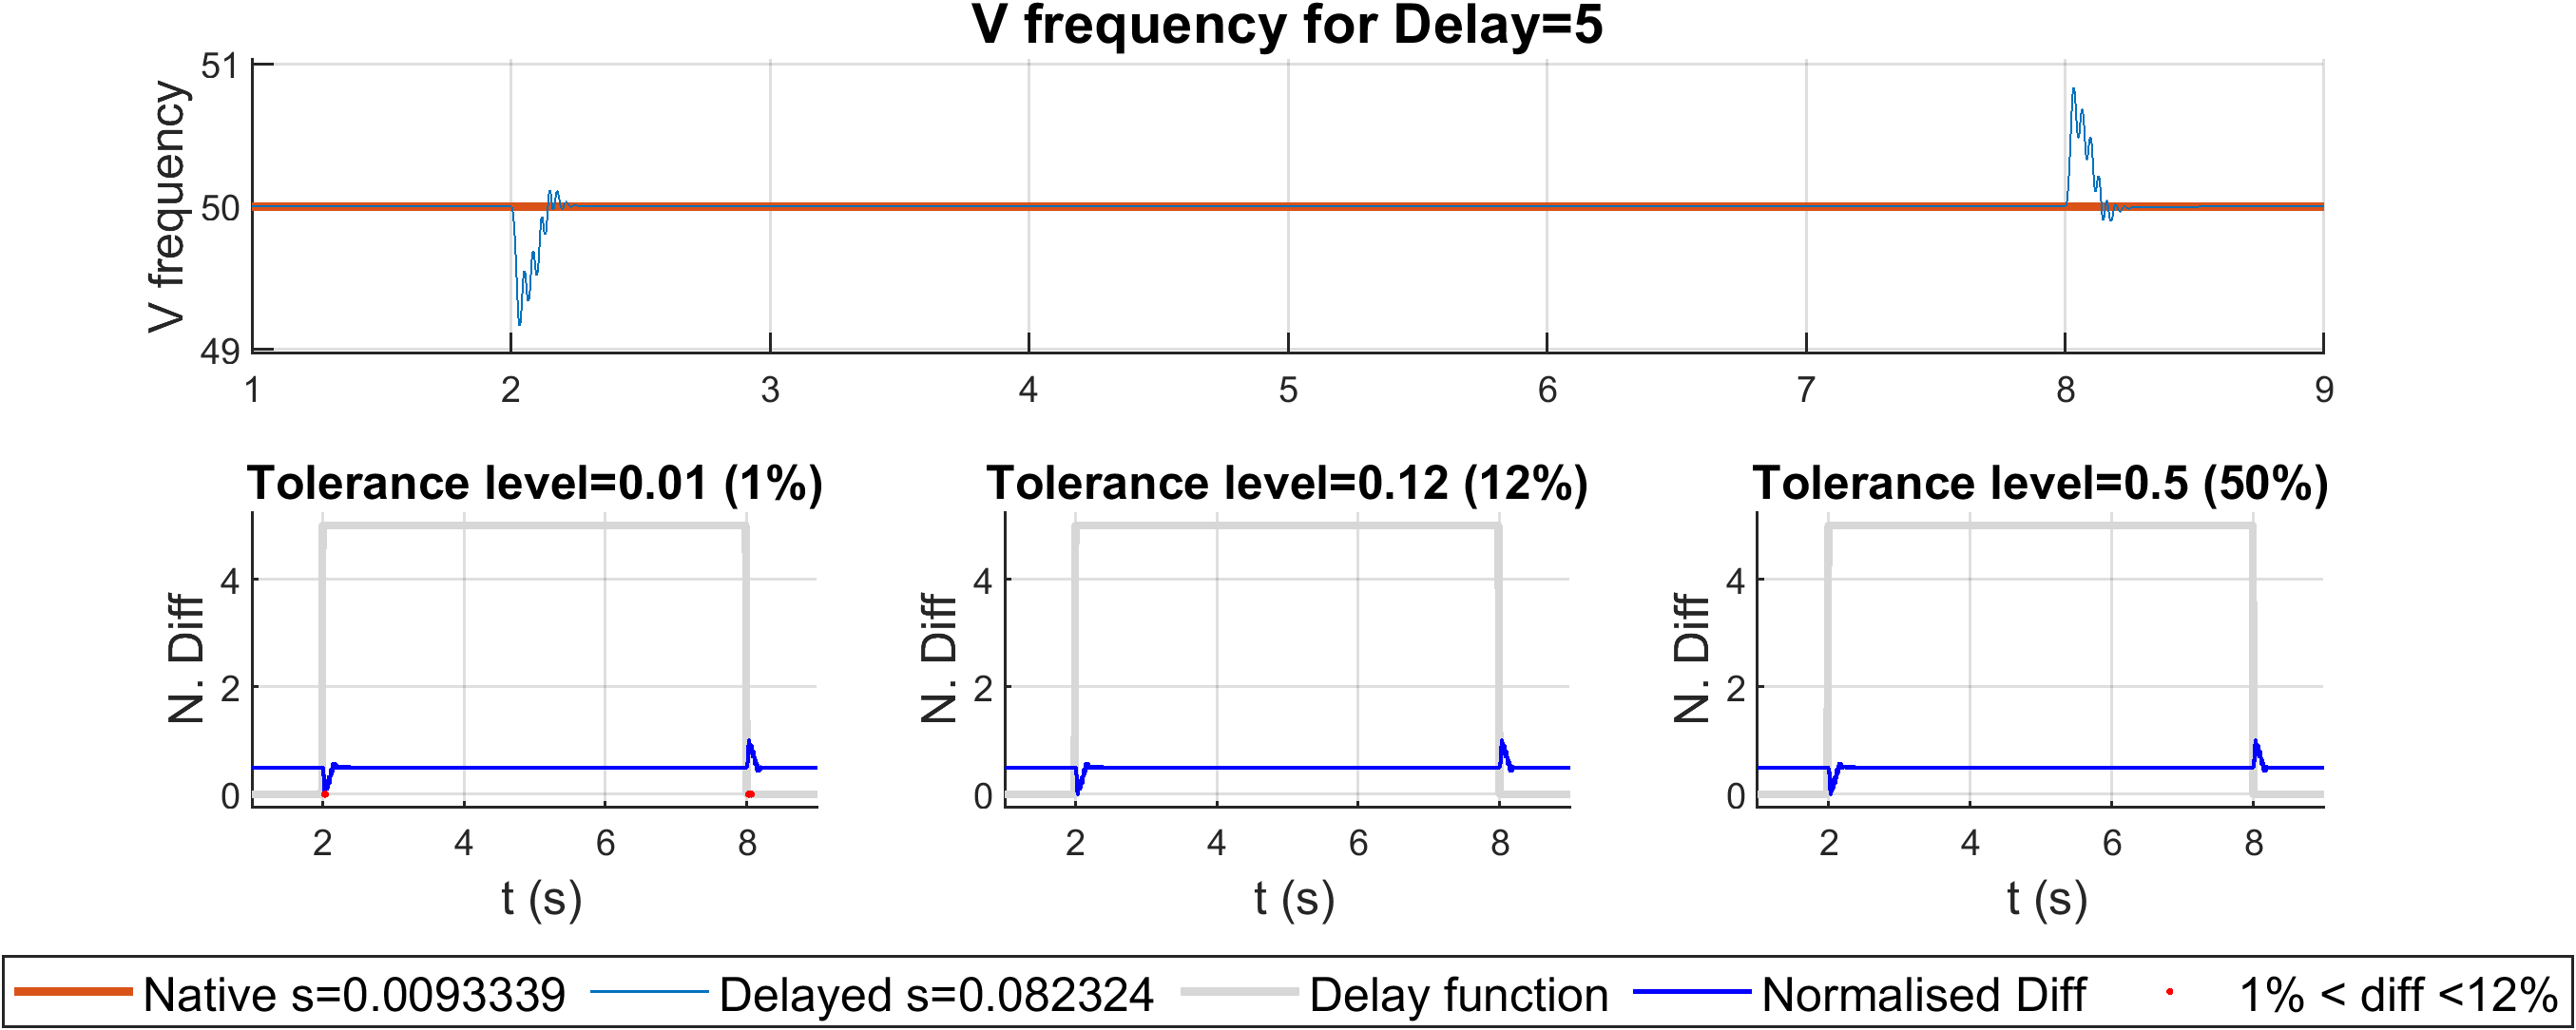 V frequency for Delay=5
V frequency
51
50
49
1 2 3 4 5 6 7 8 9
Tolerance level=0.01 (1%)
N. Diff
4
2
0
2 4 6 8
t (s)
Tolerance level=0.12 (12%)
N. Diff
4
2
0
2 4 6 8
t (s)
Tolerance level=0.5 (50%)
N. Diff
4
2
0
2 4 6 8
t (s)
Native s=0.0093339 Delayed s=0.082324 Delay function Normalised Diff 1% < diff <12%